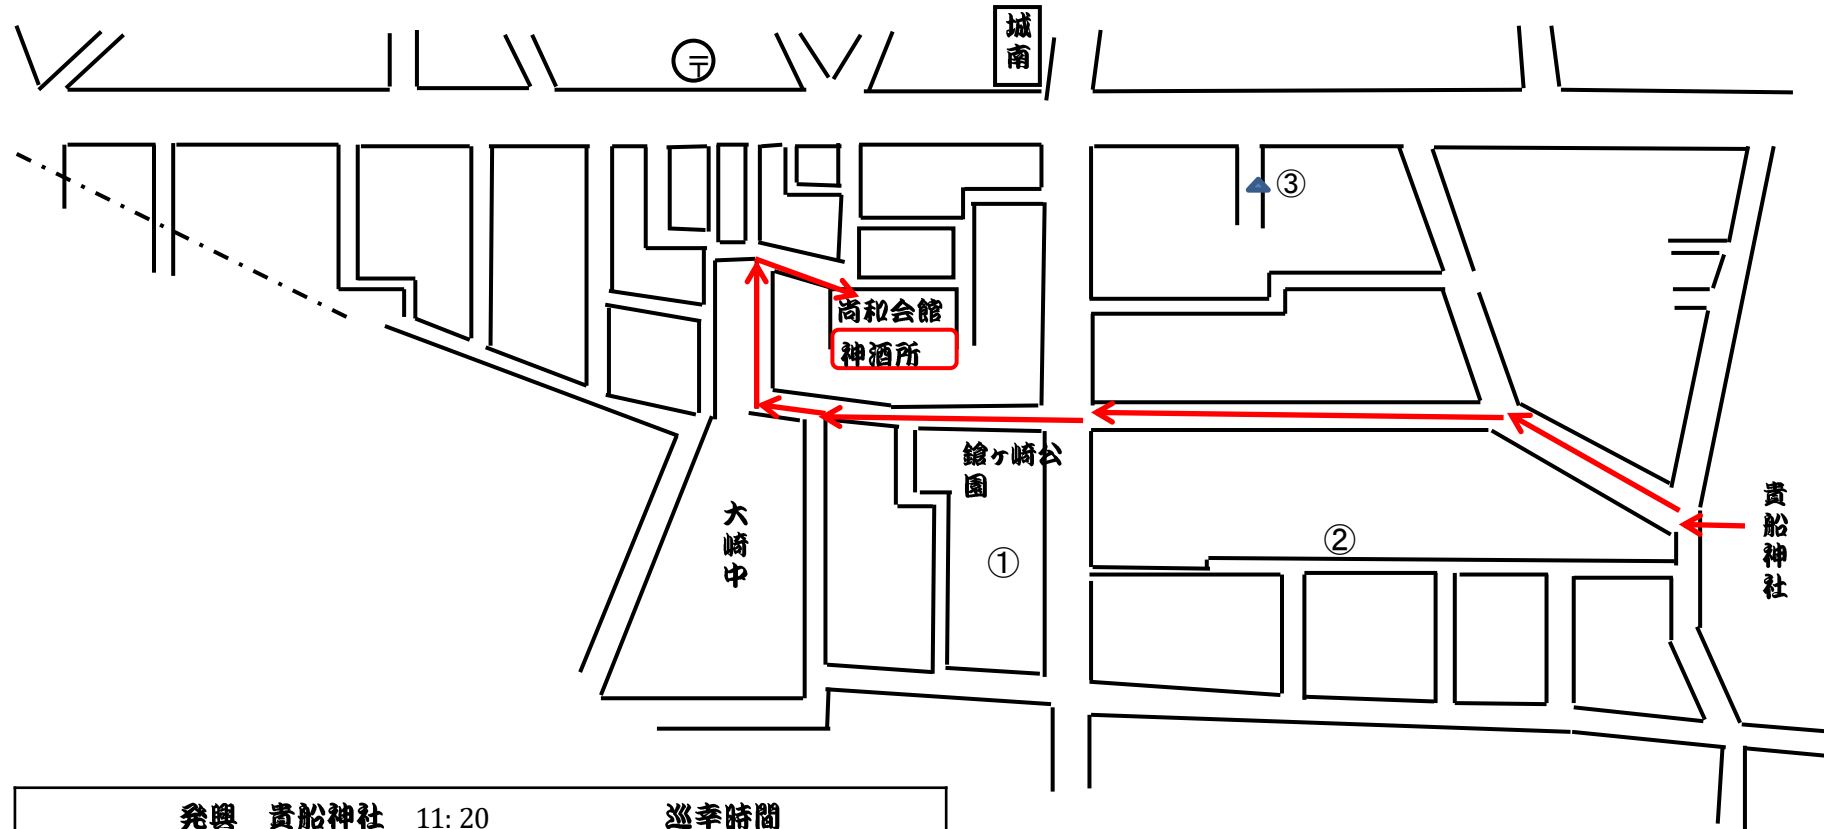 城南
〒
③
尚和会館
神酒所
鎗ヶ崎公
園
貴船神社
大崎中
②
①
発輿 貴船神社 11:20 巡幸時間